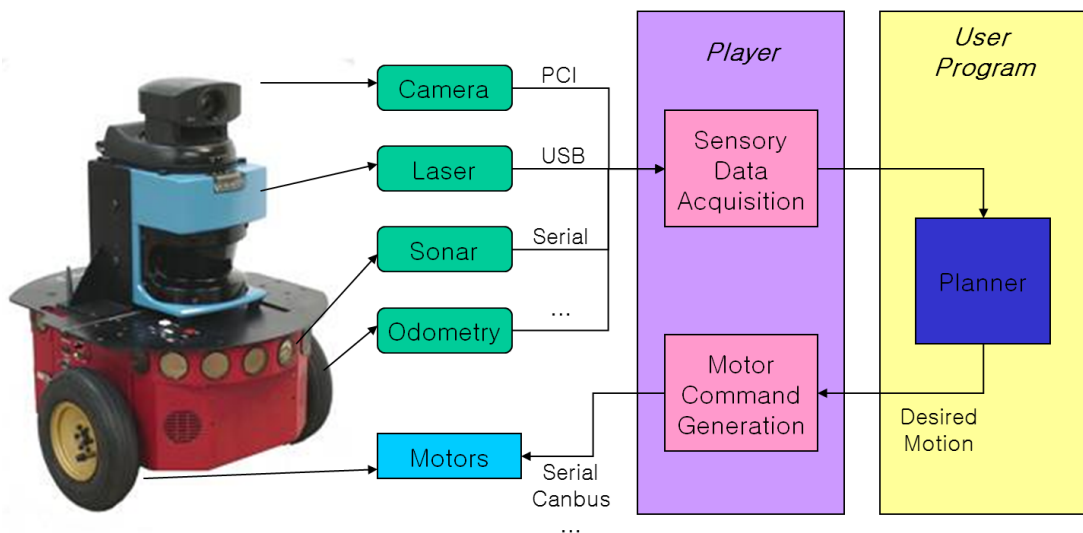 Player
User
Program
Camera
PCI
Laser
USB
Sensory
Data
Acquisition
Sonar
Serial
Planner
Odometry
...
Motor
Command
Generation
Desired
Motion
Motors
Serial
Canbus
...